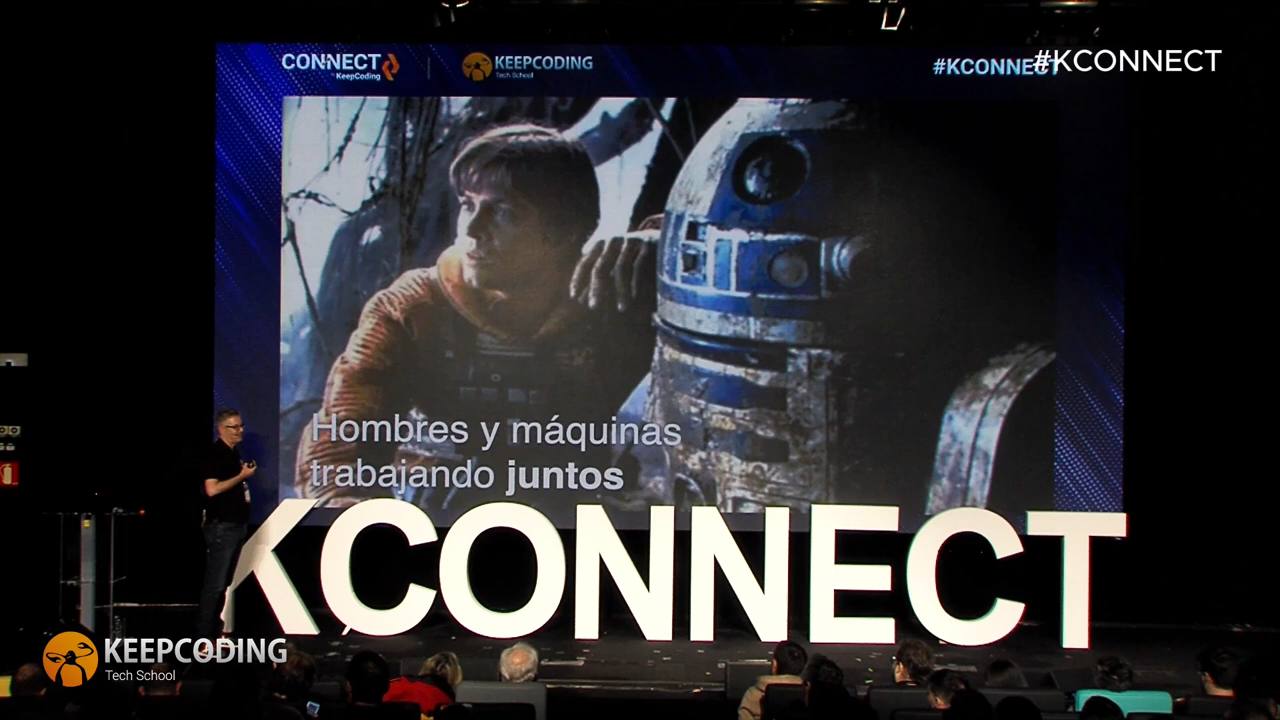 CONNECT
by KeepCoding
KEEPCODING
Tech School
#KCONNECT
#KCONNECT
Hombres y máquinas
trabajando juntos
KCONNECT
KEEPCODING
Tech School